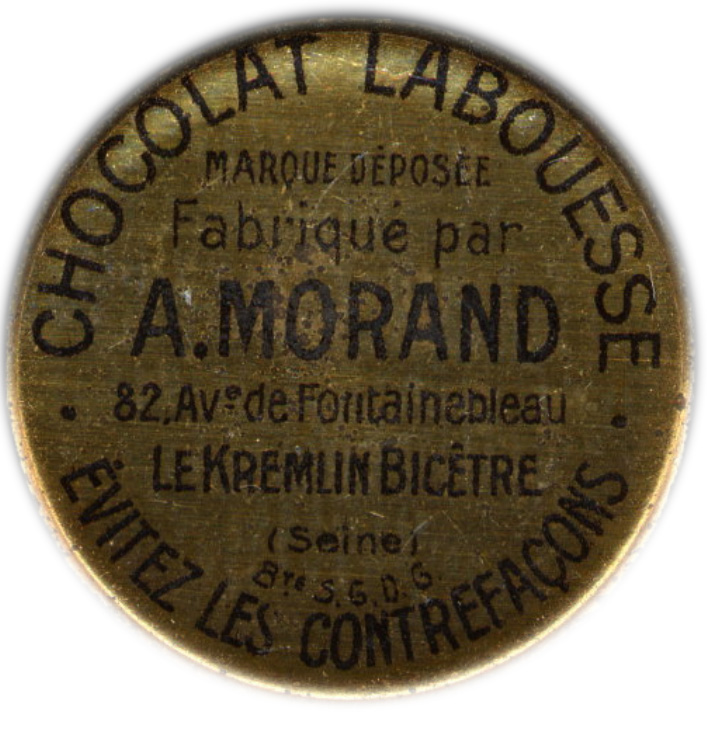 CHOCOLAT LABOUESSE
MARQUE DÉPOSÉE
Fabriqué par
A. MORAND
82, Avᵉ de Fontainebleau
LE KREMLIN BICÊTRE
(Seine)
Bᵗᵉ S.G.D.G.
ÉVITEZ LES CONTREFAÇONS